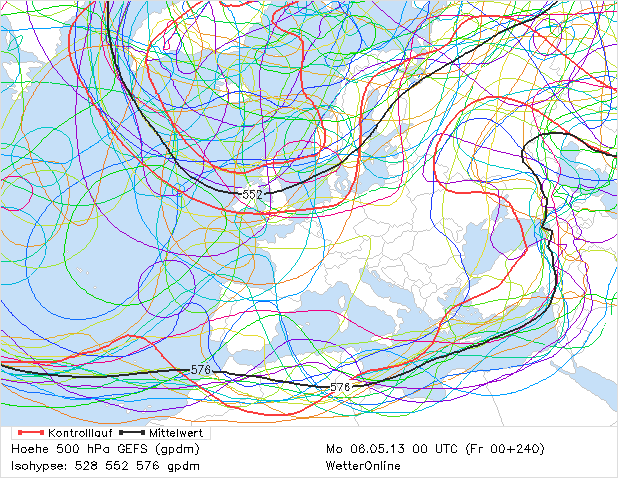 552
576
576
Kontrolllauf Mittelwert
Hoehe 500 hPa GEFS (gpdm) Mo 06.05.13 00 UTC (Fr 00+240)
Isohypse: 528 552 576 gpdm WetterOnline